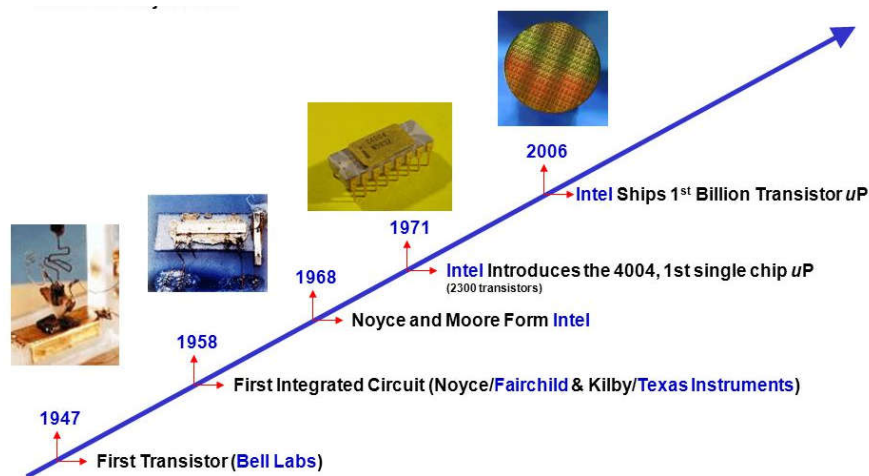 2006
Intel Ships 1st Billion Transistor uP
1971
Intel Introduces the 4004, 1st single chip uP
(2300 transistors)
1968
Noyce and Moore Form Intel
1958
First Integrated Circuit (Noyce/Fairchild & Kilby/Texas Instruments)
1947
First Transistor (Bell Labs)